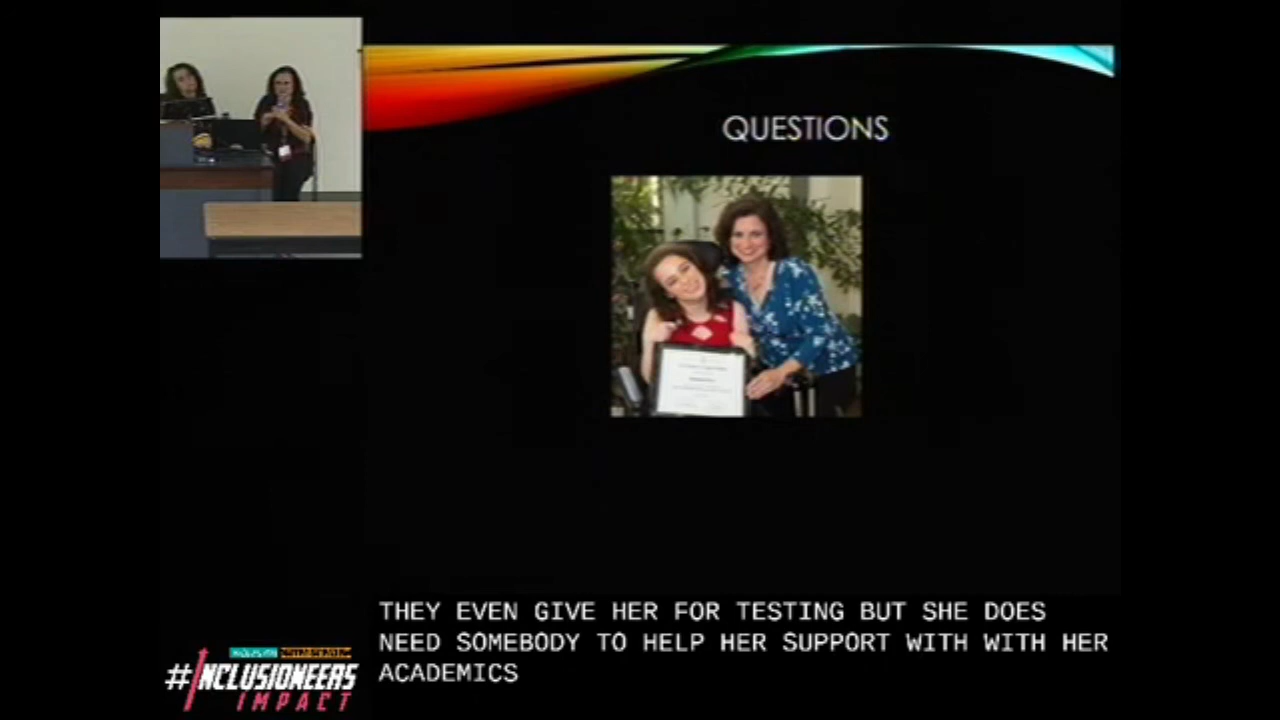 QUESTIONS
THEY EVEN GIVE HER FOR TESTING BUT SHE DOES
NEED SOMEBODY TO HELP HER SUPPORT WITH WITH HER
ACADEMICS
#INCLUSIONEERS
IMPACT